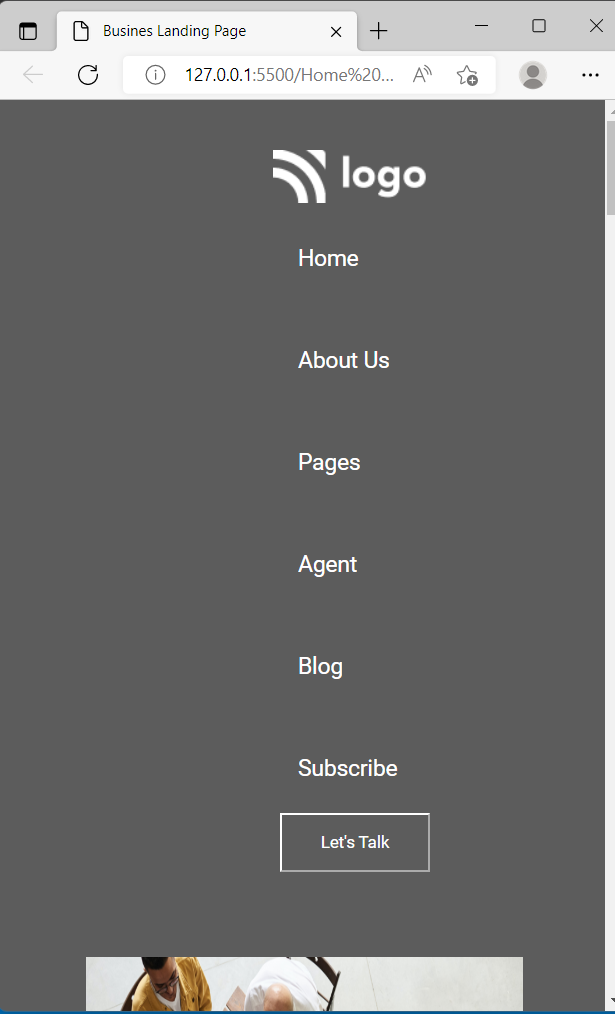 Busines Landing Page
127.0.0.1:5500/Home%20...
logo
Home
About Us
Pages
Agent
Blog
Subscribe
Let's Talk